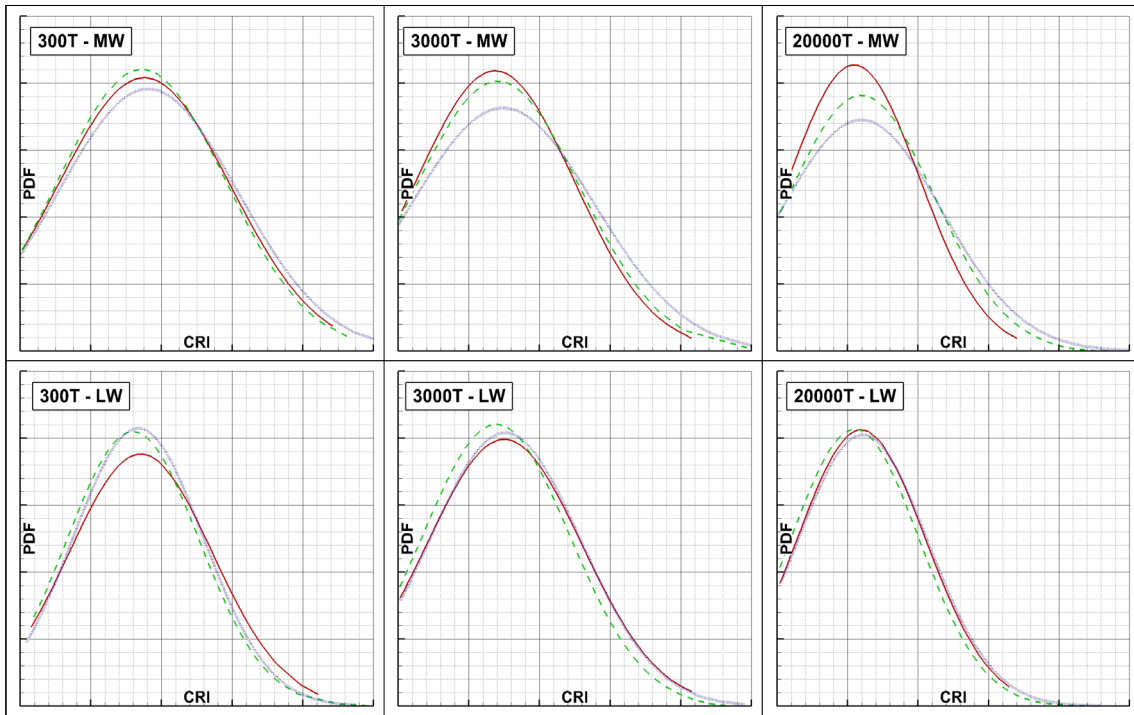 300T - MW
PDF
CRI
3000T - MW
PDF
CRI
20000T - MW
PDF
CRI
300T - LW
PDF
CRI
3000T - LW
PDF
CRI
20000T - LW
PDF
CRI